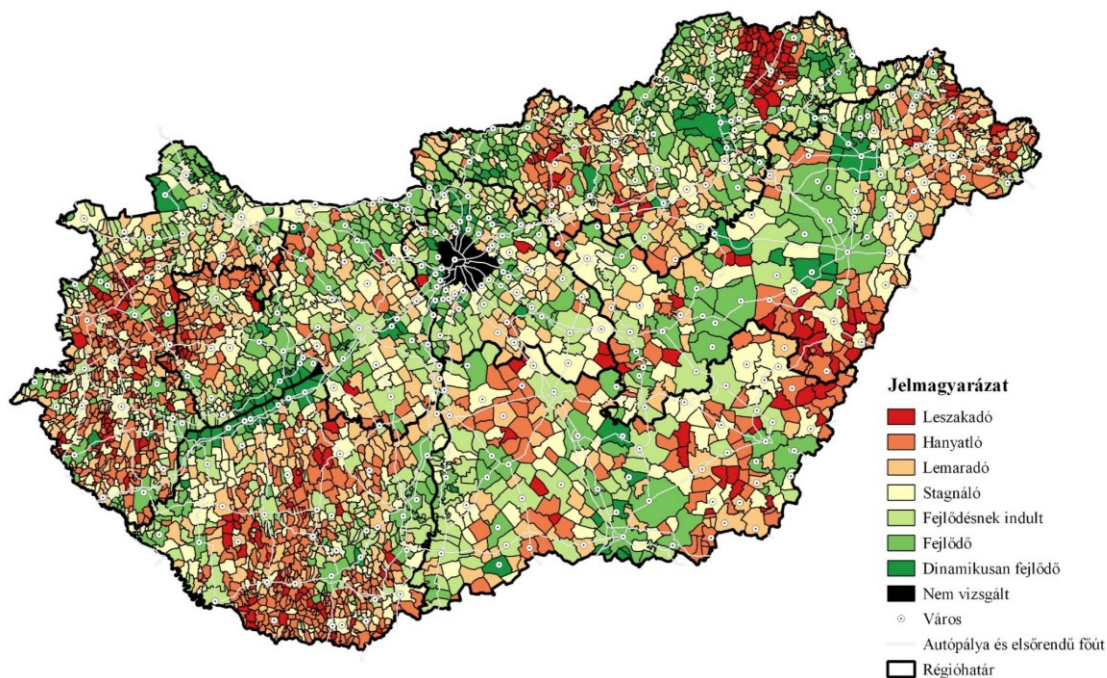 Jelmagyarázat
Leszakadó
Hanyatló
Lemaradó
Stagnáló
Fejlődésnek indult
Fejlődő
Dinamikusan fejlődő
Nem vizsgált
Város
Autópálya és elsőrendű főút
Régióhatár